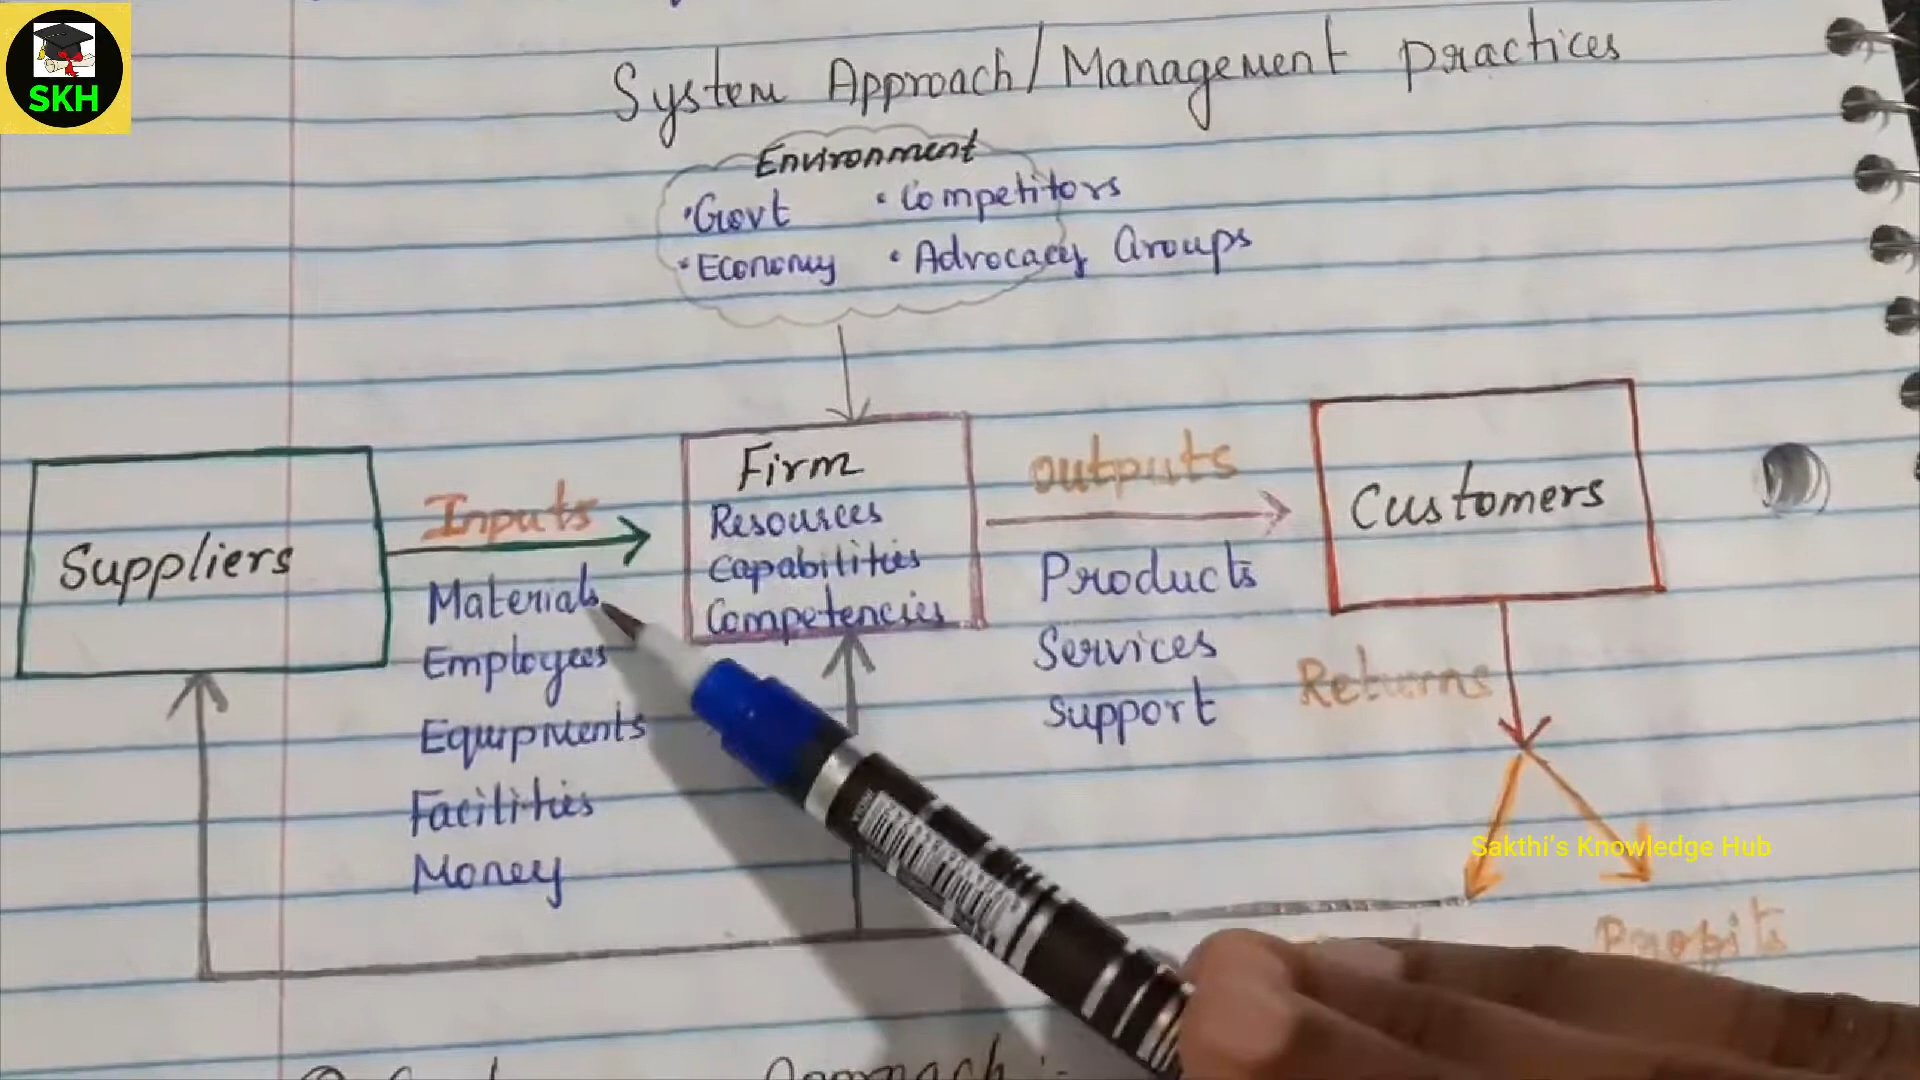 SKH
System Approach/Management practices
Environment
• Govt • Competitors
• Economy • Advocacy Groups
Suppliers
Inputs
Materials
Employees
Equipments
Facilities
Money
Firm
Resources
Capabilities
Competencies
outputs
Products
Services
Support
Customers
Returns
Sakthi's Knowledge Hub
Profits
Approach :-